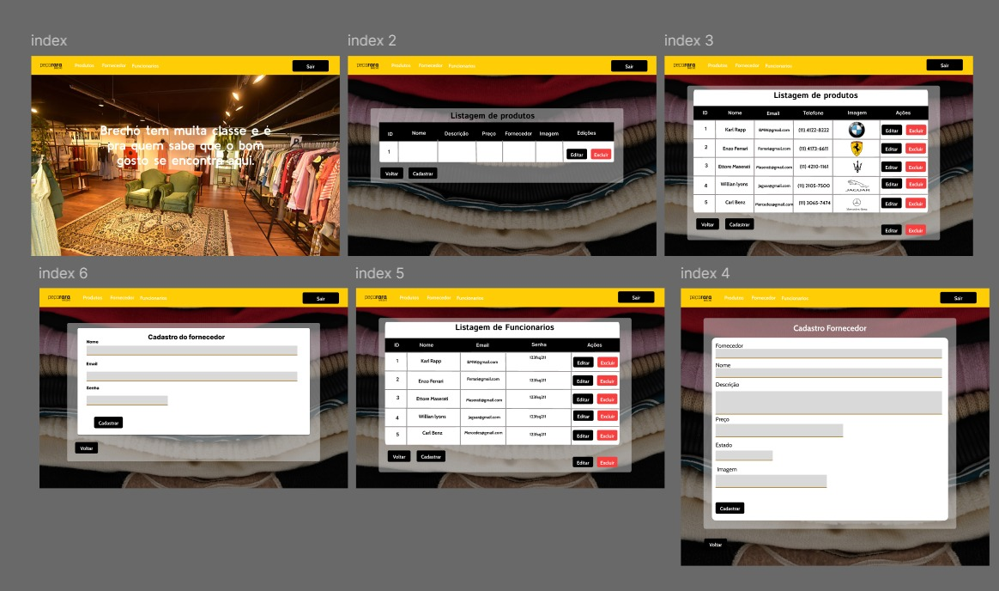 index
peçarara
Produtos Fornecedor Funcionarios
Sair
Brechó tem muita classe e é
pra quem sabe que o bom
gosto se encontra aqui.
index 2
peçarara
Produtos Fornecedor Funcionarios
Sair
Listagem de produtos
ID Nome Descrição Preço Fornecedor Imagem Edições
1 Editar Excluir
Voltar Cadastrar
index 3
peçarara
Produtos Fornecedor Funcionarios
Sair
Listagem de produtos
ID Nome Email Telefone Imagem Ações
1 Karl Rapp BMW@gmail.com (11) 4122-8222 Editar Excluir
2 Enzo Ferrari Ferrari@gmail.com (11) 4173-6611 Editar Excluir
3 Ettore Maserati Maserati@gmail.com (11) 4210-1161 Editar Excluir
4 Willian lyons Jaguar@gmail.com (11) 2105-7500 JAGUAR Editar Excluir
5 Carl Benz Mercedes@gmail.com (11) 3065-7474 Mercedes-Benz Editar Excluir
Voltar Cadastrar
Editar Excluir
index 6
peçarara
Produtos Fornecedor Funcionarios
Sair
Cadastro do fornecedor
Nome
Email
Senha
Cadastrar
Voltar
index 5
peçarara
Produtos Fornecedor Funcionarios
Sair
Listagem de Funcionarios
ID Nome Email Senha Ações
1 Karl Rapp BMW@gmail.com 123fsq21f Editar Excluir
2 Enzo Ferrari Ferrari@gmail.com 123fsq21f Editar Excluir
3 Ettore Maserati Maserati@gmail.com 123fsq21f Editar Excluir
4 Willian lyons Jaguar@gmail.com 123fsq21f Editar Excluir
5 Carl Benz Mercedes@gmail.com 123fsq21f Editar Excluir
Voltar Cadastrar
Editar Excluir
index 4
peçarara
Produtos Fornecedor Funcionarios
Sair
Cadastro Fornecedor
Fornecedor
Nome
Descrição
Preço
Estado
Imagem
Cadastrar
Voltar